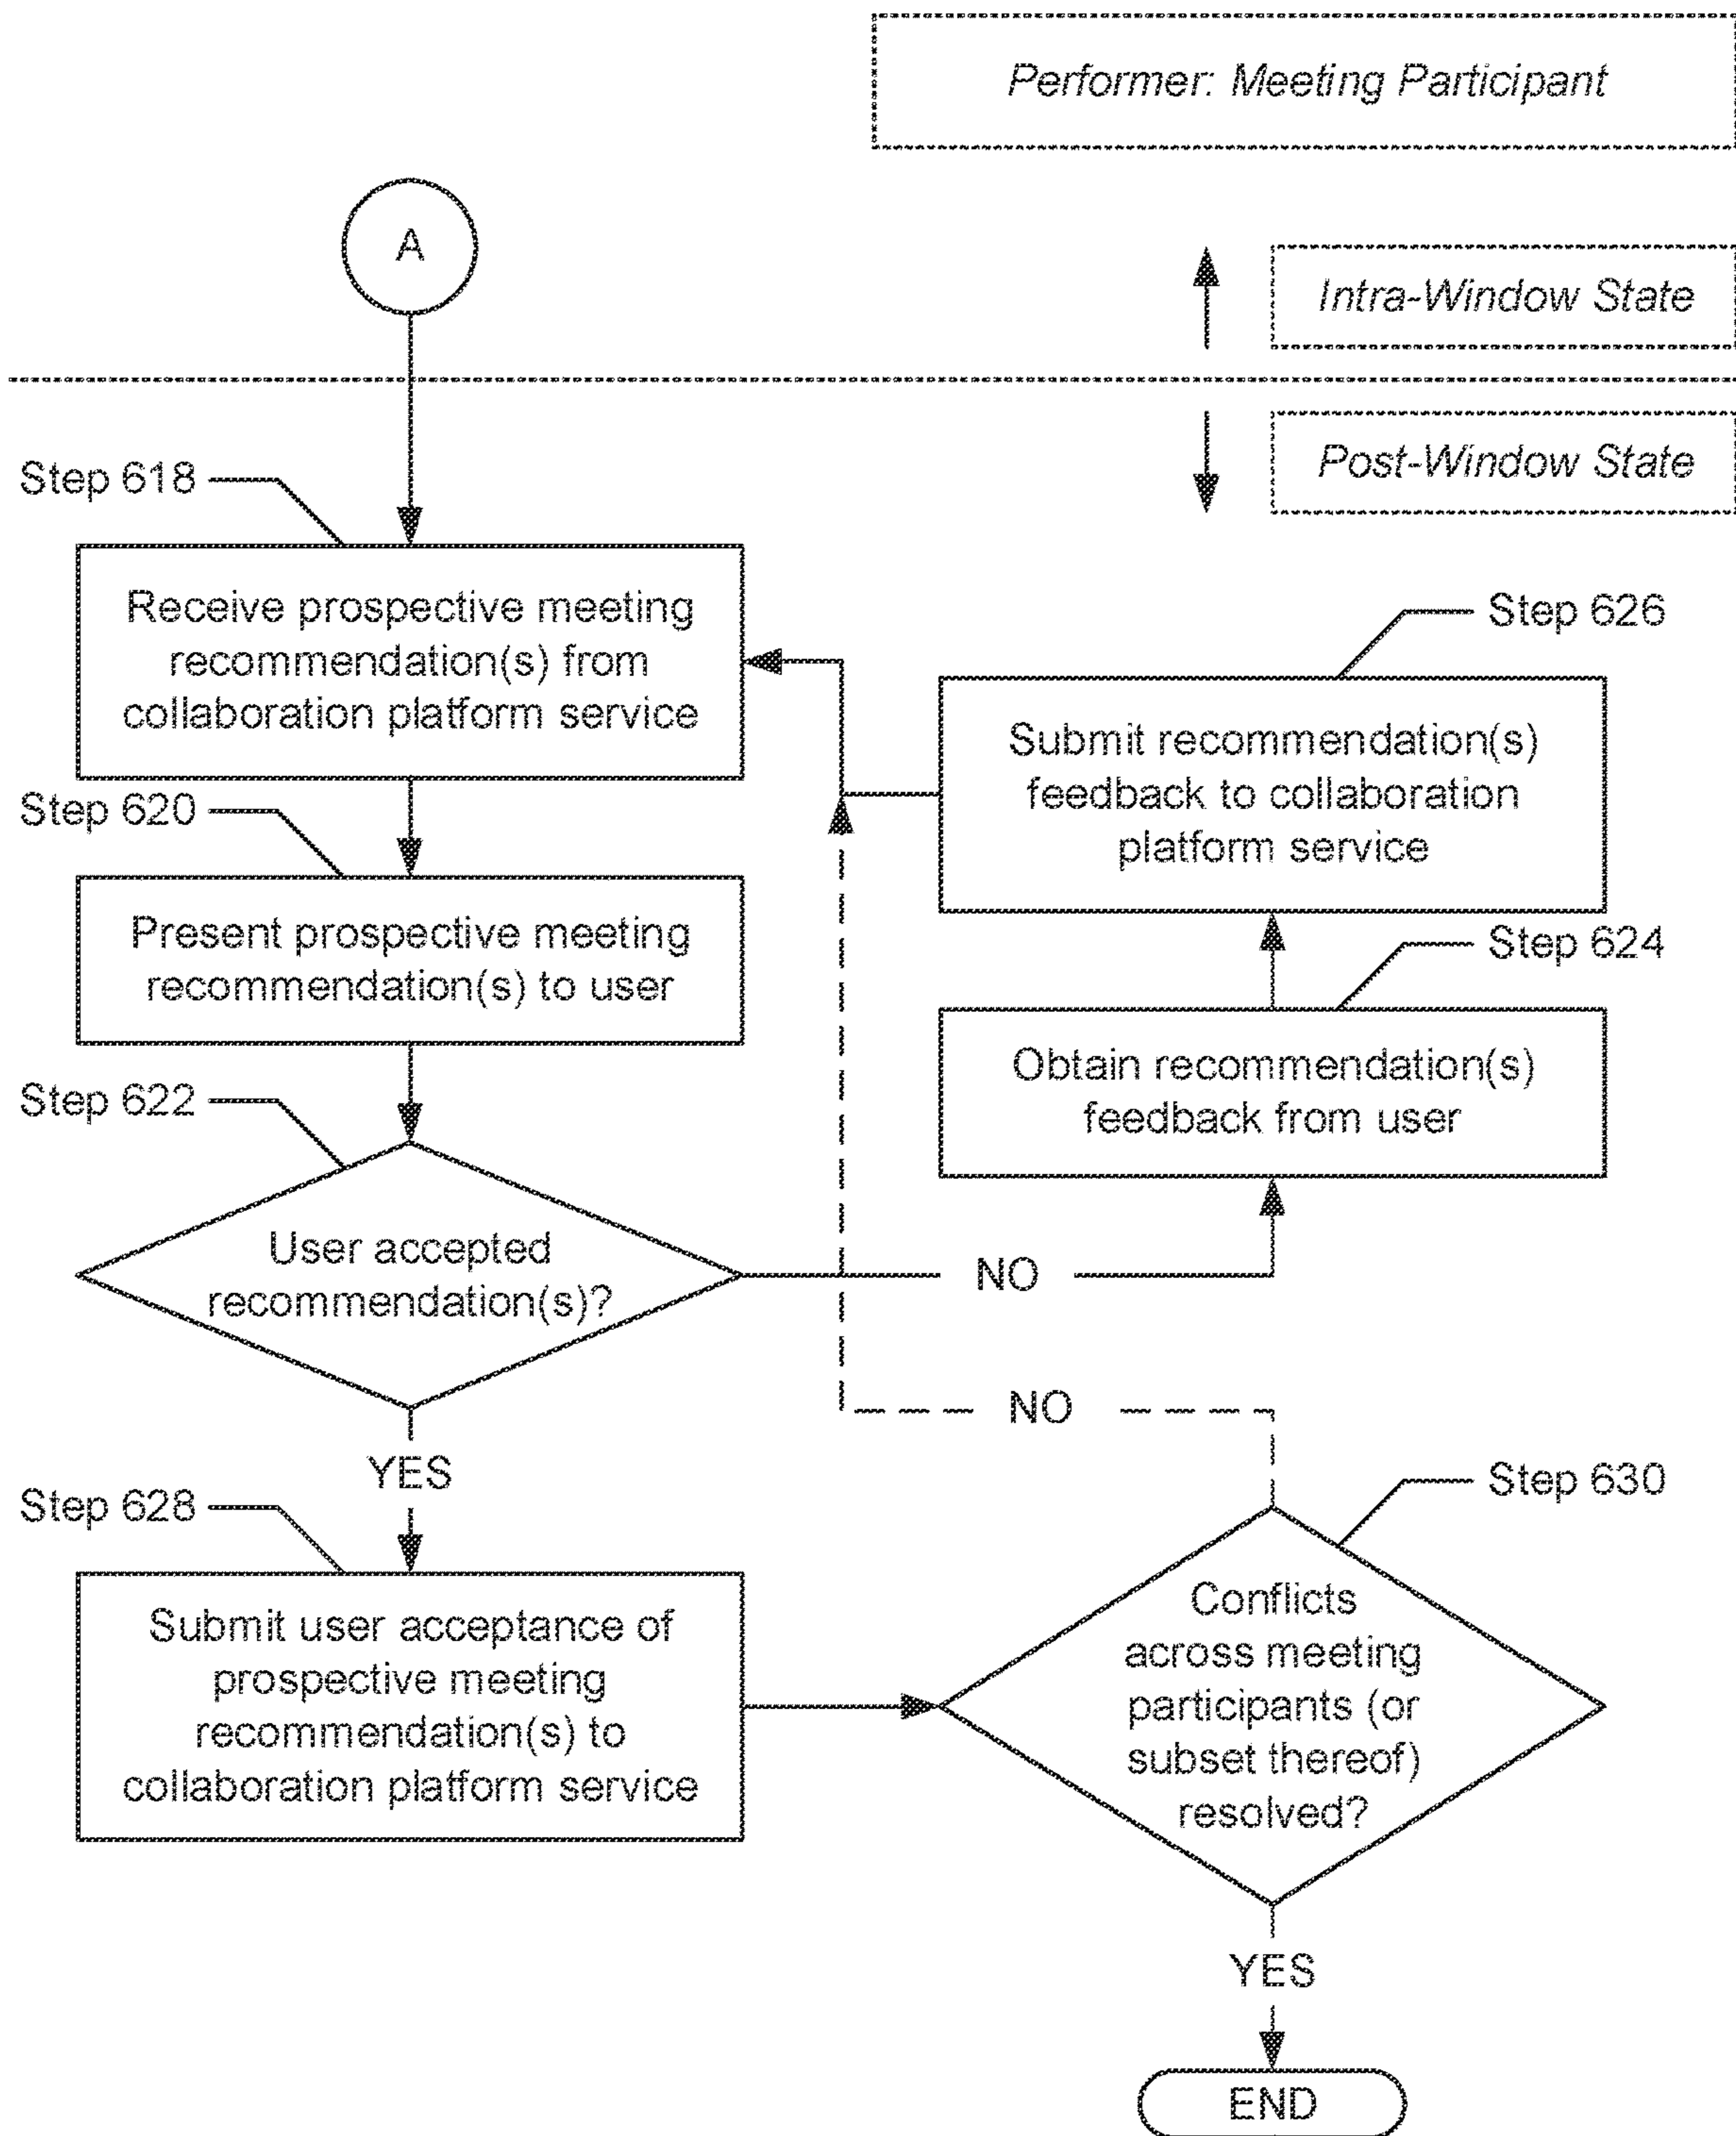 Performer: Meeting Participant
A
Intra-Window State
Post-Window State
Step 618
Receive prospective meeting
recommendation(s) from
collaboration platform service
Step 626
Submit recommendation(s)
feedback to collaboration
platform service
Step 620
Present prospective meeting
recommendation(s) to user
Step 624
Obtain recommendation(s)
feedback from user
Step 622
User accepted
recommendation(s)?
NO
NO
YES
Step 628
Submit user acceptance of
prospective meeting
recommendation(s) to
collaboration platform service
Step 630
Conflicts
across meeting
participants (or
subset thereof)
resolved?
YES
END